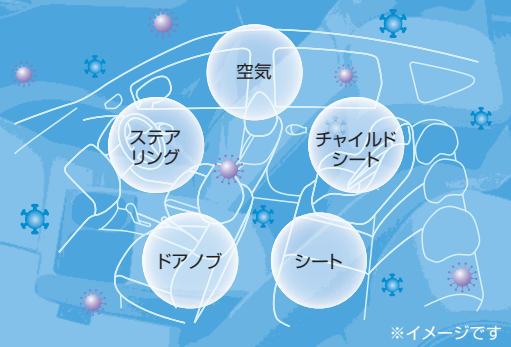 空気
ステア
リング
チャイルド
シート
ドアノブ
シート
※イメージです